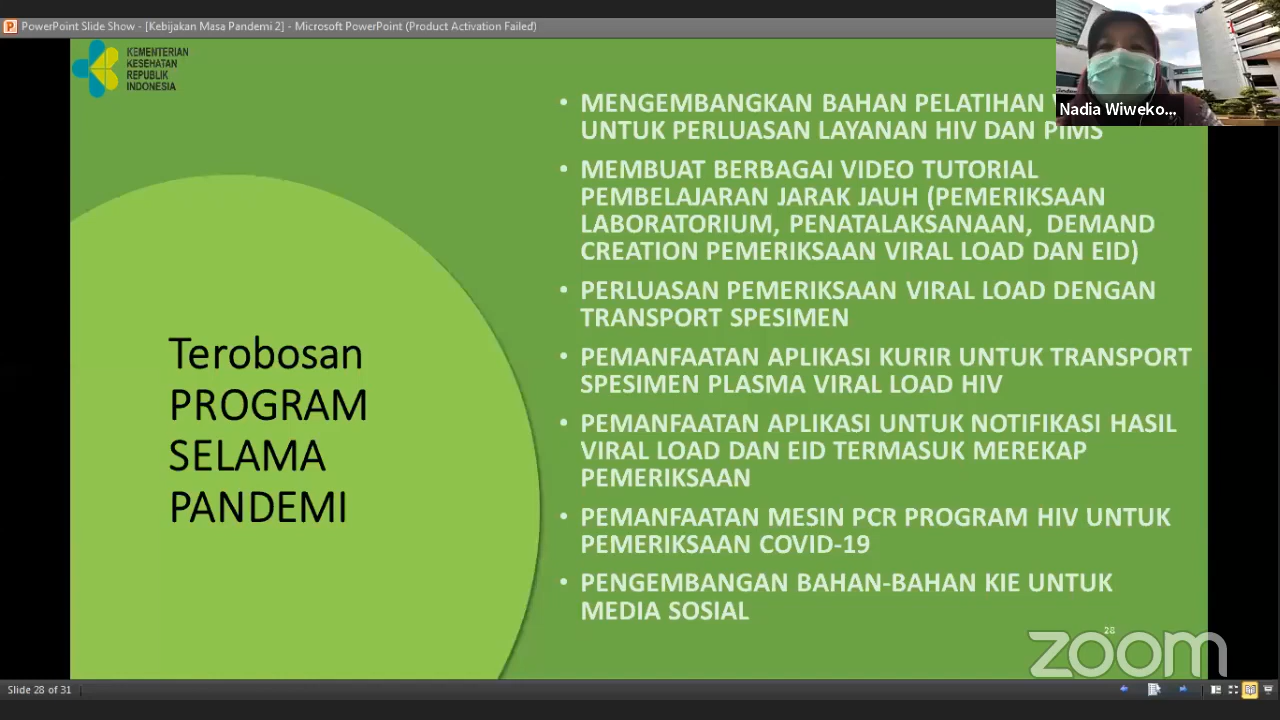 PowerPoint Slide Show - [Kebijakan Masa Pandemi 2] - Microsoft PowerPoint (Product Activation Failed)
KEMENTERIAN
KESEHATAN
REPUBLIK
INDONESIA
Nadia Wiweko...
Terobosan
PROGRAM
SELAMA
PANDEMI
• MENGEMBANGKAN BAHAN PELATIHAN
UNTUK PERLUASAN LAYANAN HIV DAN PIMS
• MEMBUAT BERBAGAI VIDEO TUTORIAL
PEMBELAJARAN JARAK JAUH (PEMERIKSAAN
LABORATORIUM, PENATALAKSANAAN, DEMAND
CREATION PEMERIKSAAN VIRAL LOAD DAN EID)
• PERLUASAN PEMERIKSAAN VIRAL LOAD DENGAN
TRANSPORT SPESIMEN
• PEMANFAATAN APLIKASI KURIR UNTUK TRANSPORT
SPESIMEN PLASMA VIRAL LOAD HIV
• PEMANFAATAN APLIKASI UNTUK NOTIFIKASI HASIL
VIRAL LOAD DAN EID TERMASUK MEREKAP
PEMERIKSAAN
• PEMANFAATAN MESIN PCR PROGRAM HIV UNTUK
PEMERIKSAAN COVID-19
• PENGEMBANGAN BAHAN-BAHAN KIE UNTUK
MEDIA SOSIAL
28
zoom
Slide 28 of 31